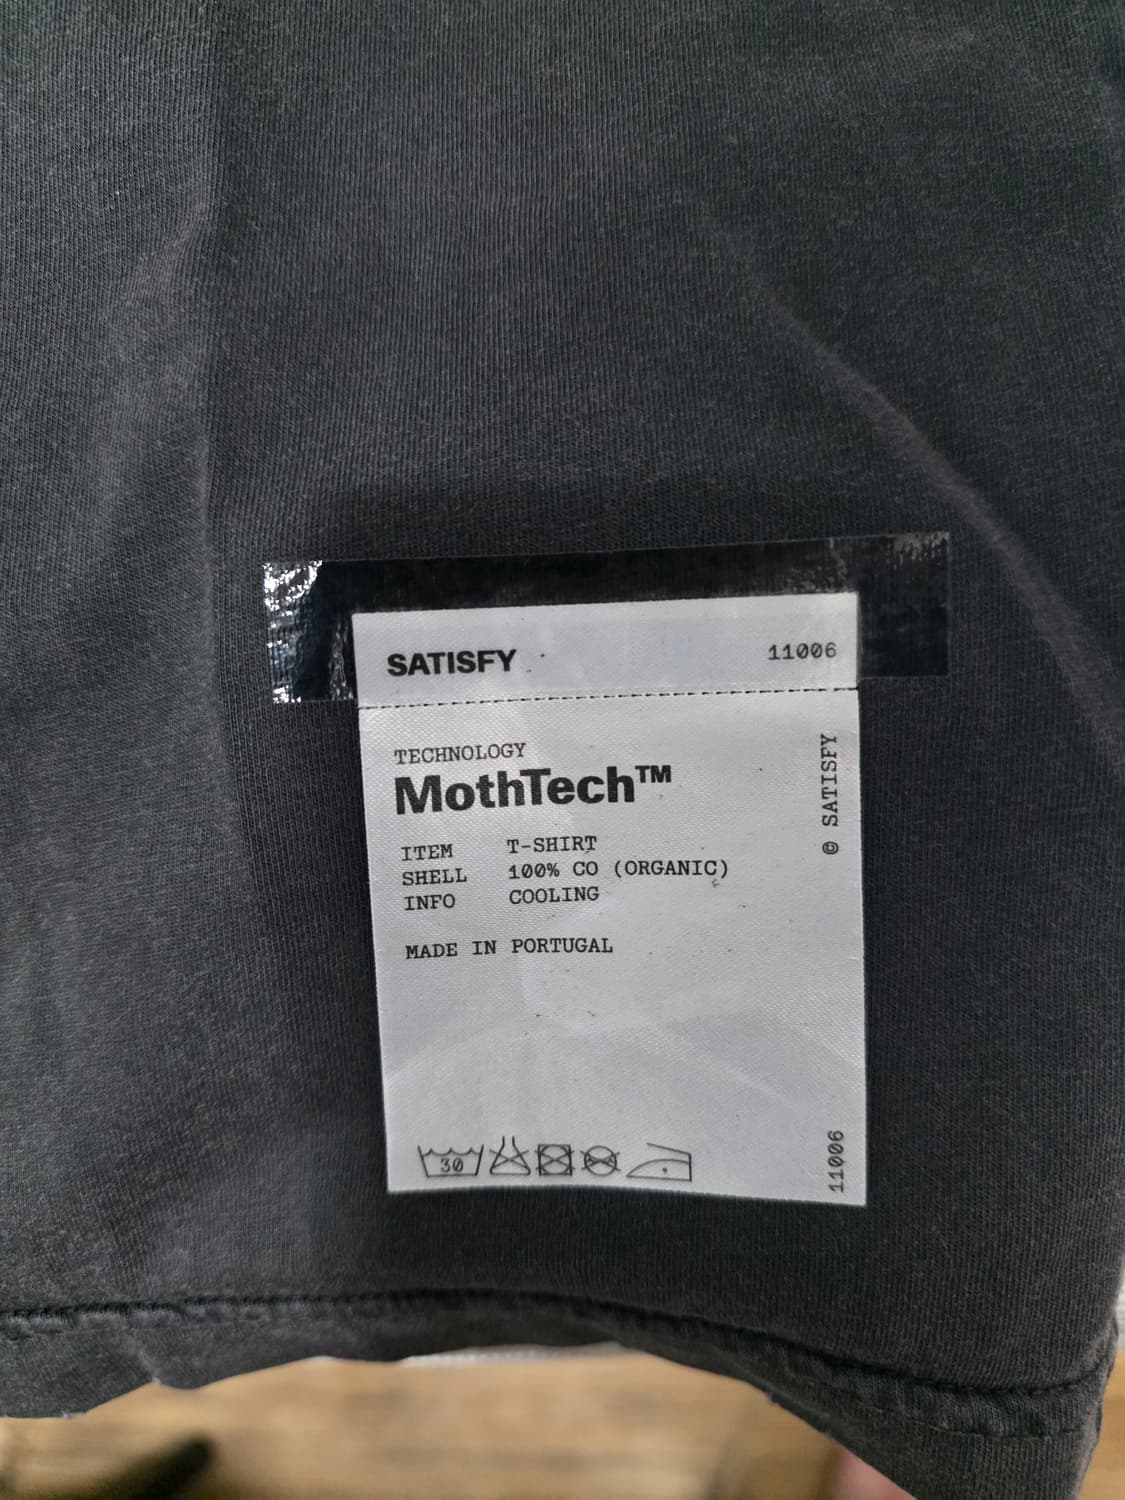 SATISFY 11006
TECHNOLOGY
MothTech™
ITEM T-SHIRT
SHELL 100% CO (ORGANIC)
INFO COOLING
MADE IN PORTUGAL
30
© SATISFY
11006